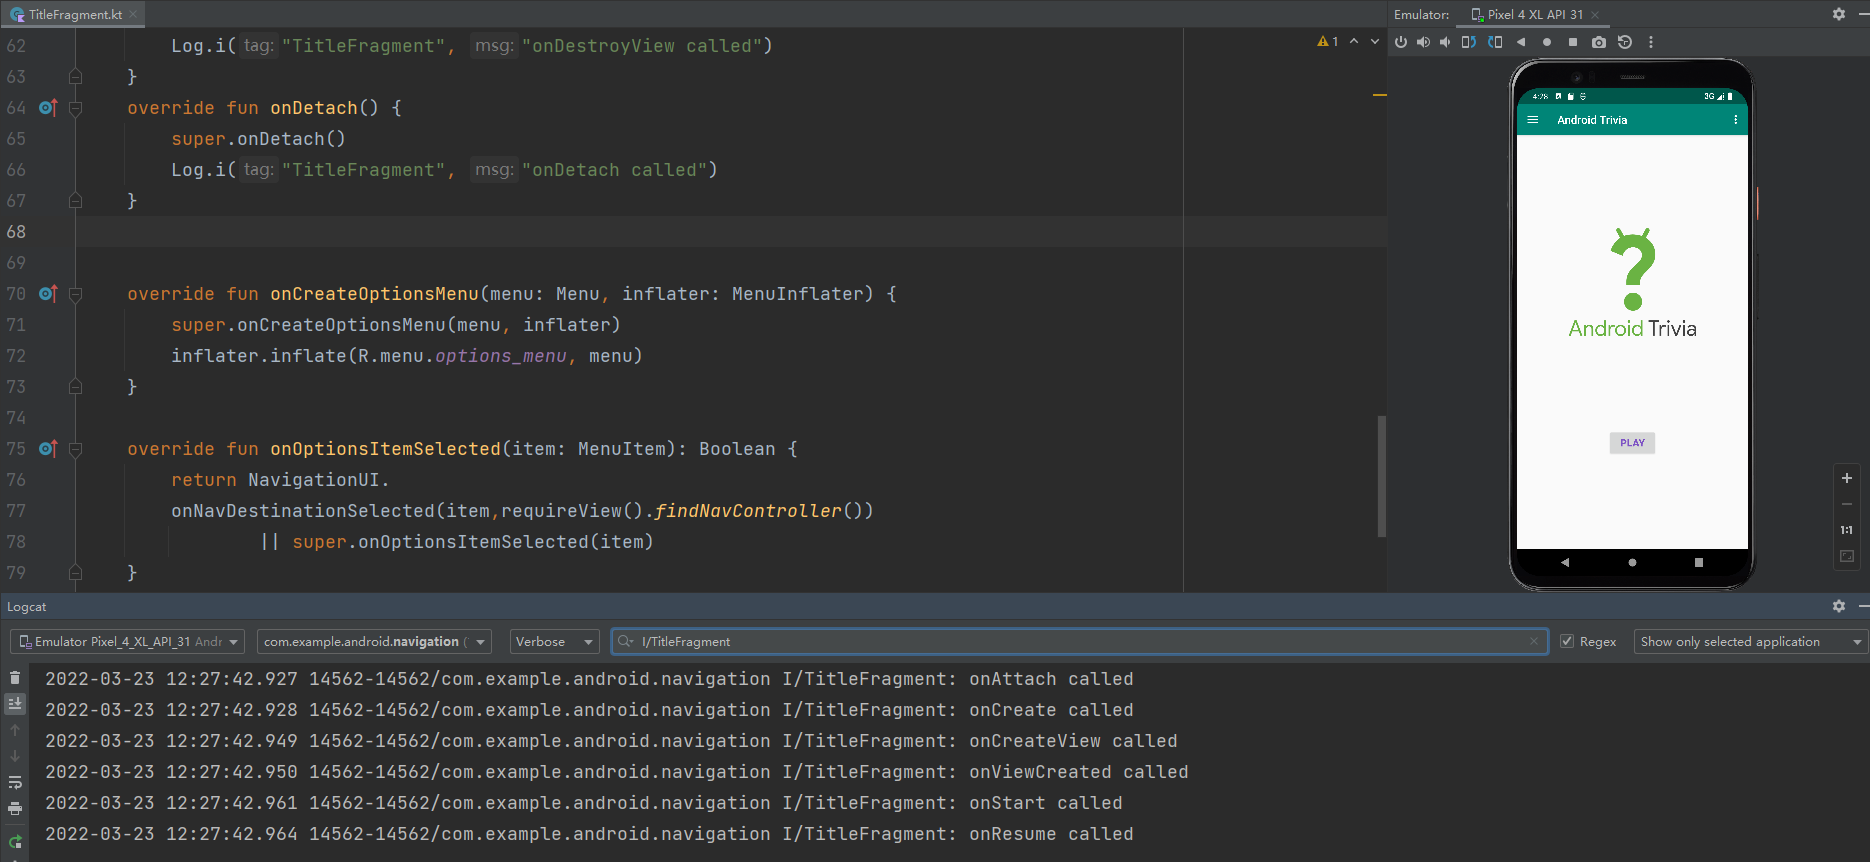 TitleFragment.kt
Emulator: Pixel 4 XL API 31
62 Log.i( tag: "TitleFragment", msg: "onDestroyView called")
1
63 }
64 override fun onDetach() {
65 super.onDetach()
66 Log.i( tag: "TitleFragment", msg: "onDetach called")
67 }
68
69
70 override fun onCreateOptionsMenu(menu: Menu, inflater: MenuInflater) {
71 super.onCreateOptionsMenu(menu, inflater)
72 inflater.inflate(R.menu.options_menu, menu)
73 }
74
75 override fun onOptionsItemSelected(item: MenuItem): Boolean {
76 return NavigationUI.
77 onNavDestinationSelected(item,requireView().findNavController())
78 || super.onOptionsItemSelected(item)
79 }
4:28 3G
Android Trivia
Android Trivia
PLAY
1:1
Logcat
Emulator Pixel_4_XL_API_31 Andr com.example.android.navigation ( Verbose I/TitleFragment Regex Show only selected application
2022-03-23 12:27:42.927 14562-14562/com.example.android.navigation I/TitleFragment: onAttach called
2022-03-23 12:27:42.928 14562-14562/com.example.android.navigation I/TitleFragment: onCreate called
2022-03-23 12:27:42.949 14562-14562/com.example.android.navigation I/TitleFragment: onCreateView called
2022-03-23 12:27:42.950 14562-14562/com.example.android.navigation I/TitleFragment: onViewCreated called
2022-03-23 12:27:42.961 14562-14562/com.example.android.navigation I/TitleFragment: onStart called
2022-03-23 12:27:42.964 14562-14562/com.example.android.navigation I/TitleFragment: onResume called